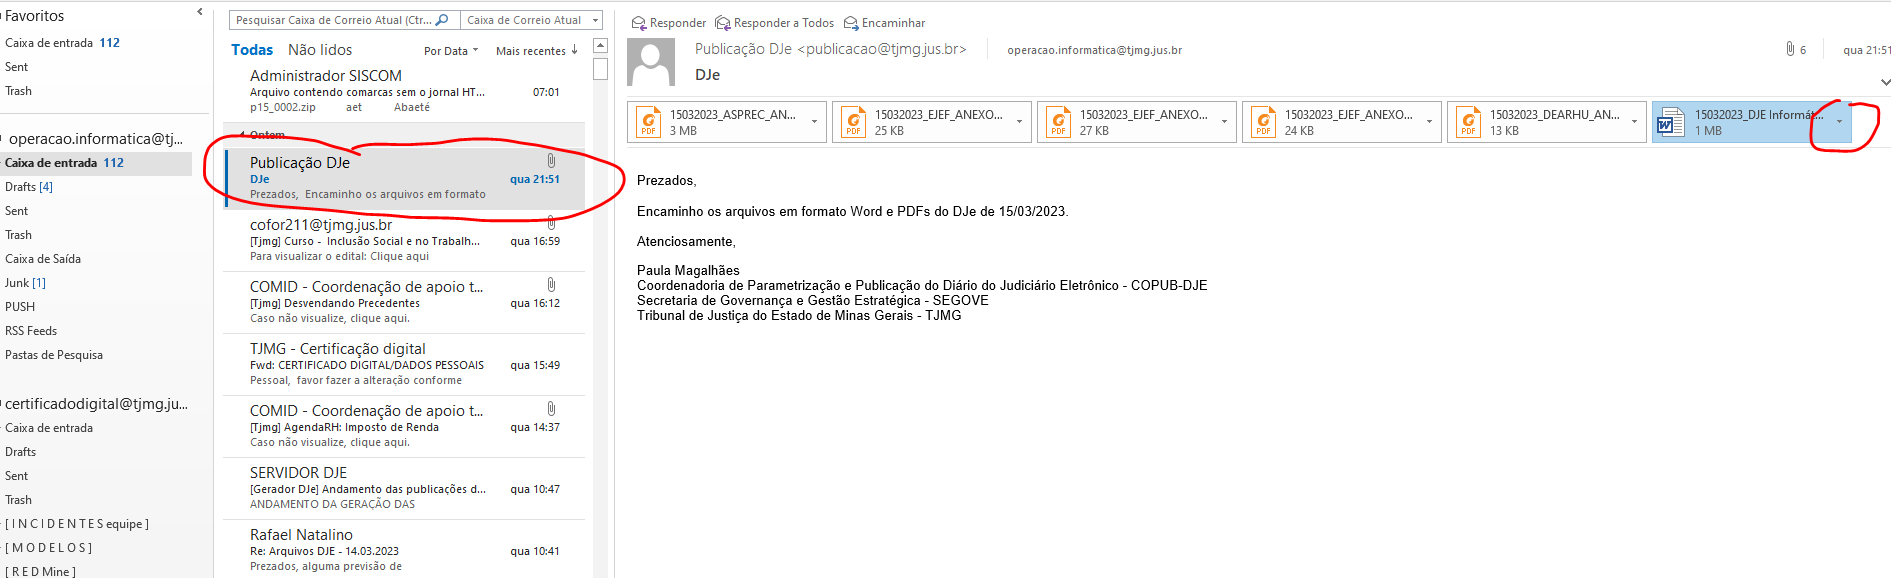 Favoritos
Caixa de entrada 112
Sent
Trash
operacao.informatica@tj...
Caixa de entrada 112
Drafts [4]
Sent
Trash
Caixa de Saída
Junk [1]
PUSH
RSS Feeds
Pastas de Pesquisa
certificadodigital@tjmg.ju...
Caixa de entrada
Drafts
Sent
Trash
[ I N C I D E N T E S equipe ]
[ M O D E L O S ]
[ R E D Mine ]
Pesquisar Caixa de Correio Atual (Ctr... Caixa de Correio Atual
Todas Não lidos Por Data Mais recentes
Administrador SISCOM
Arquivo contendo comarcas sem o jornal HT... 07:01
p15_0002.zip aet Abaeté
Ontem
Publicação DJe
DJe qua 21:51
Prezados, Encaminho os arquivos em formato
cofor211@tjmg.jus.br
[Tjmg] Curso - Inclusão Social e no Trabalh... qua 16:59
Para visualizar o edital: Clique aqui
COMID - Coordenação de apoio t...
[Tjmg] Desvendando Precedentes qua 16:12
Caso não visualize, clique aqui.
TJMG - Certificação digital
Fwd: CERTIFICADO DIGITAL/DADOS PESSOAIS qua 15:49
Pessoal, favor fazer a alteração conforme
COMID - Coordenação de apoio t...
[Tjmg] AgendaRH: Imposto de Renda qua 14:37
Caso não visualize, clique aqui.
SERVIDOR DJE
[Gerador DJe] Andamento das publicações d... qua 10:47
ANDAMENTO DA GERAÇÃO DAS
Rafael Natalino
Re: Arquivos DJE - 14.03.2023 qua 10:41
Prezados, alguma previsão de
Responder Responder a Todos Encaminhar
Publicação DJe <publicacao@tjmg.jus.br> operacao.informatica@tjmg.jus.br 6 qua 21:51
DJe
PDF 15032023_ASPREC_AN...
3 MB
PDF 15032023_EJEF_ANEXO...
25 KB
PDF 15032023_EJEF_ANEXO...
27 KB
PDF 15032023_EJEF_ANEXO...
24 KB
PDF 15032023_DEARHU_AN...
13 KB
15032023_DJE Informát...
1 MB
Prezados,
Encaminho os arquivos em formato Word e PDFs do DJe de 15/03/2023.
Atenciosamente,
Paula Magalhães
Coordenadoria de Parametrização e Publicação do Diário do Judiciário Eletrônico - COPUB-DJE
Secretaria de Governança e Gestão Estratégica - SEGOVE
Tribunal de Justiça do Estado de Minas Gerais - TJMG